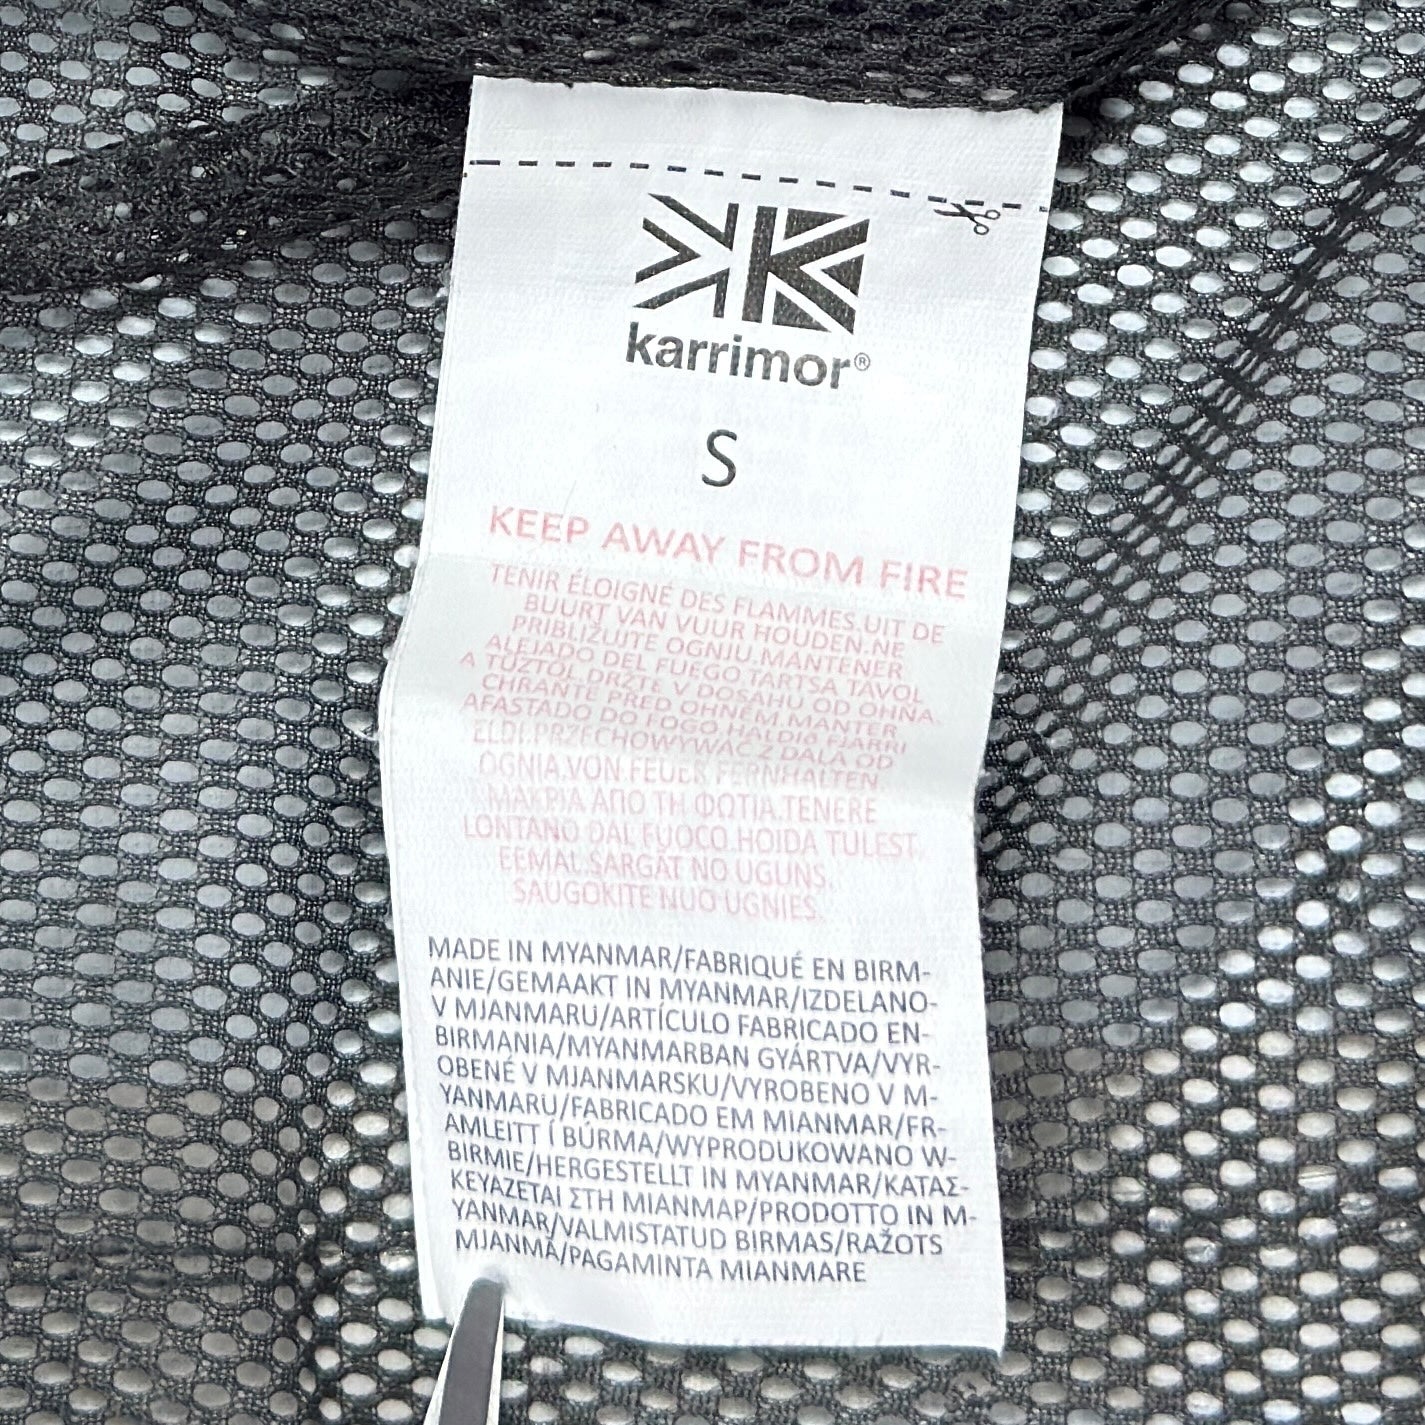 karrimor®
S
KEEP AWAY FROM FIRE
TENIR ÉLOIGNÉ DES FLAMMES.UIT DE
BUURT VAN VUUR HOUDEN.NE
PRIBLIŽUJTE OGNJU.MANTENER
ALEJADO DEL FUEGO.TARTSA TÁVOL
A TŰZTŐL.DRŽTE V DOSAHU OD OHŇA.
CHRAŇTE PŘED OHNĚM.MANTER
AFASTADO DO FOGO.HALDIÐ FJARRI
ELDI.PRZECHOWYWAĆ Z DALA OD
OGNIA.VON FEUER FERNHALTEN
ΜΑΚΡΙΑ ΑΠΟ ΤΗ ΦΩΤΙΑ.TENERE
LONTANO DAL FUOCO.HOIDA TULEST
EEMAL.SARGĀT NO UGUNS.
SAUGOKITE NUO UGNIES.
MADE IN MYANMAR/FABRIQUÉ EN BIRM-
ANIE/GEMAAKT IN MYANMAR/IZDELANO-
V MJANMARU/ARTÍCULO FABRICADO EN-
BIRMANIA/MYANMARBAN GYÁRTVA/VYR-
OBENÉ V MJANMARSKU/VYROBENO V M-
YANMARU/FABRICADO EM MIANMAR/FR-
AMLEITT Í BÚRMA/WYPRODUKOWANO W-
BIRMIE/HERGESTELLT IN MYANMAR/ΚΑΤΑΣ-
ΚΕΥΑΖΕΤΑΙ ΣΤΗ ΜΙΑΝΜΑΡ/PRODOTTO IN M-
YANMAR/VALMISTATUD BIRMAS/RAŽOTS
MJANMĀ/PAGAMINTA MIANMARE